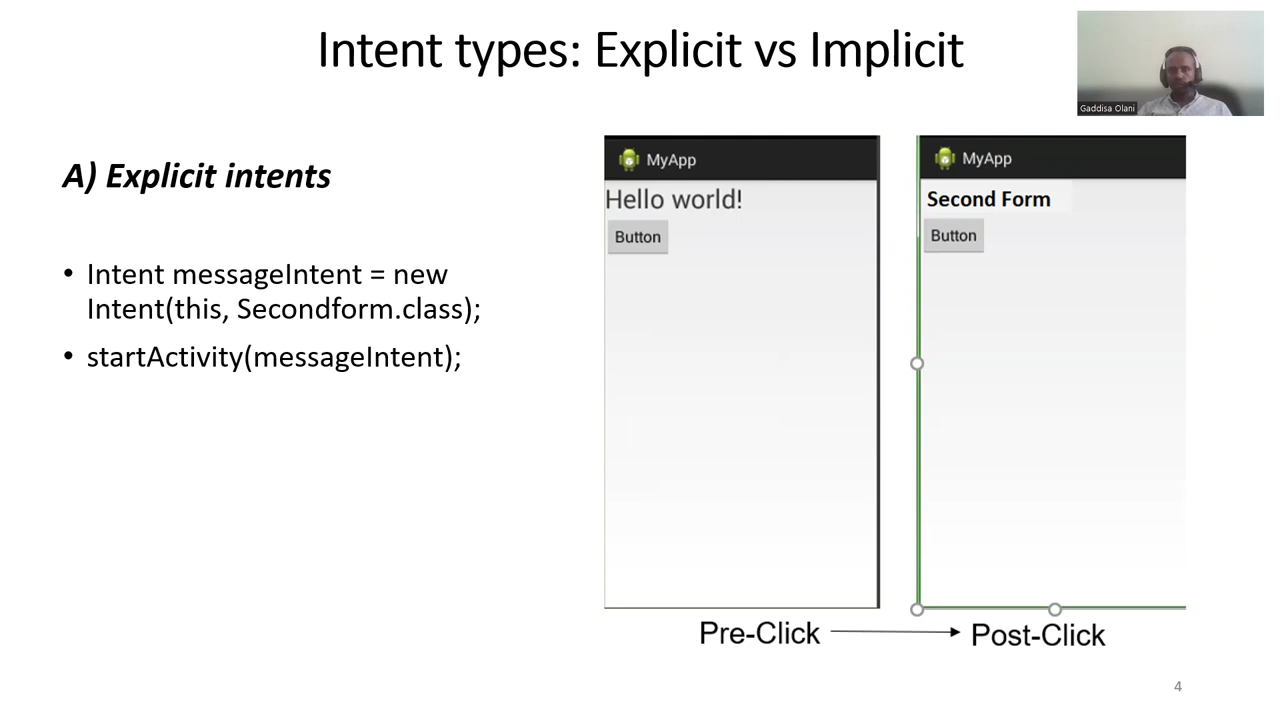 Intent types: Explicit vs Implicit
Gaddisa Olani
A) Explicit intents
• Intent messageIntent = new
Intent(this, Secondform.class);
• startActivity(messageIntent);
MyApp
Hello world!
Button
MyApp
Second Form
Button
Pre-Click
Post-Click
4